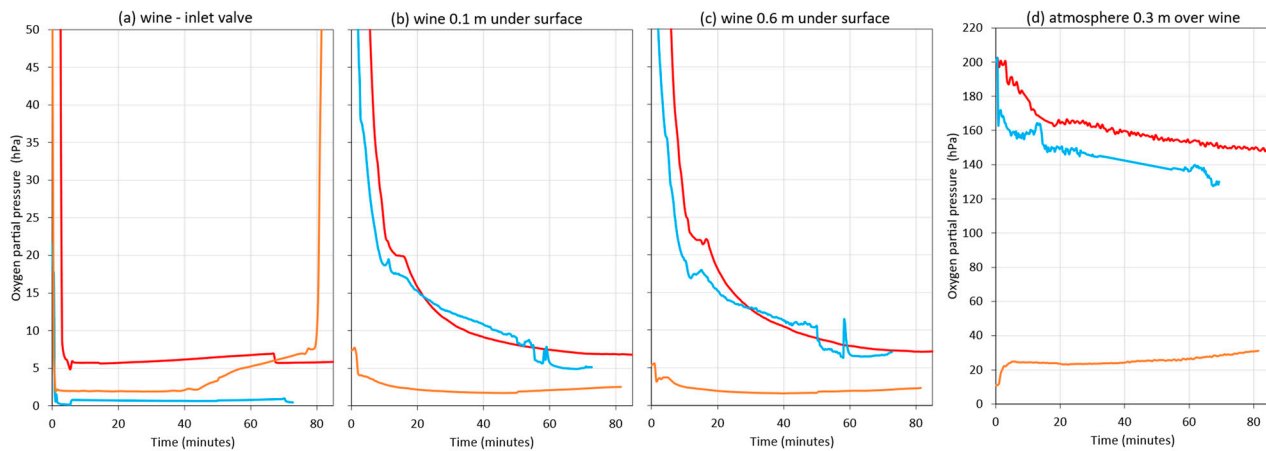 (a) wine - inlet valve
(b) wine 0.1 m under surface
(c) wine 0.6 m under surface
(d) atmosphere 0.3 m over wine
Oxygen partial pressure (hPa)
50
45
40
35
30
25
20
15
10
5
0
0 20 40 60 80
Time (minutes)
0 20 40 60 80
Time (minutes)
0 20 40 60 80
Time (minutes)
Oxygen partial pressure (hPa)
220
200
180
160
140
120
100
80
60
40
20
0
0 20 40 60 80
Time (minutes)